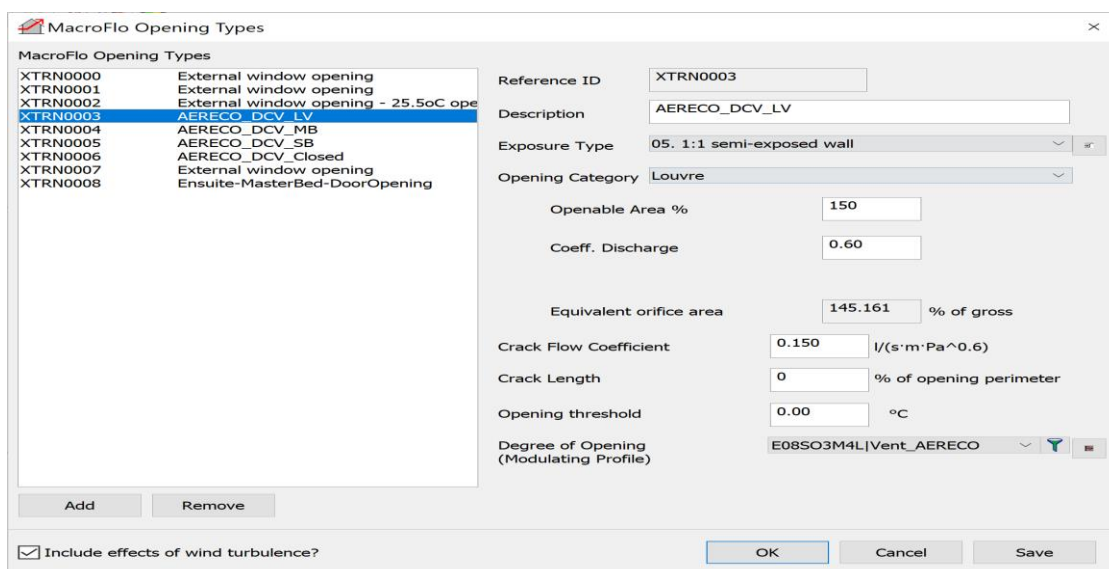 MacroFlo Opening Types
MacroFlo Opening Types
XTRN0000 External window opening
XTRN0001 External window opening
XTRN0002 External window opening - 25.5oC ope
XTRN0003 AERECO_DCV_LV
XTRN0004 AERECO_DCV_MB
XTRN0005 AERECO_DCV_SB
XTRN0006 AERECO_DCV_Closed
XTRN0007 External window opening
XTRN0008 Ensuite-MasterBed-DoorOpening
Add Remove
Reference ID XTRN0003
Description AERECO_DCV_LV
Exposure Type 05. 1:1 semi-exposed wall
Opening Category Louvre
Openable Area % 150
Coeff. Discharge 0.60
Equivalent orifice area 145.161 % of gross
Crack Flow Coefficient 0.150 l/(s·m·Pa^0.6)
Crack Length 0 % of opening perimeter
Opening threshold 0.00 ºC
Degree of Opening E08SO3M4L|Vent_AERECO
(Modulating Profile)
Include effects of wind turbulence? OK Cancel Save